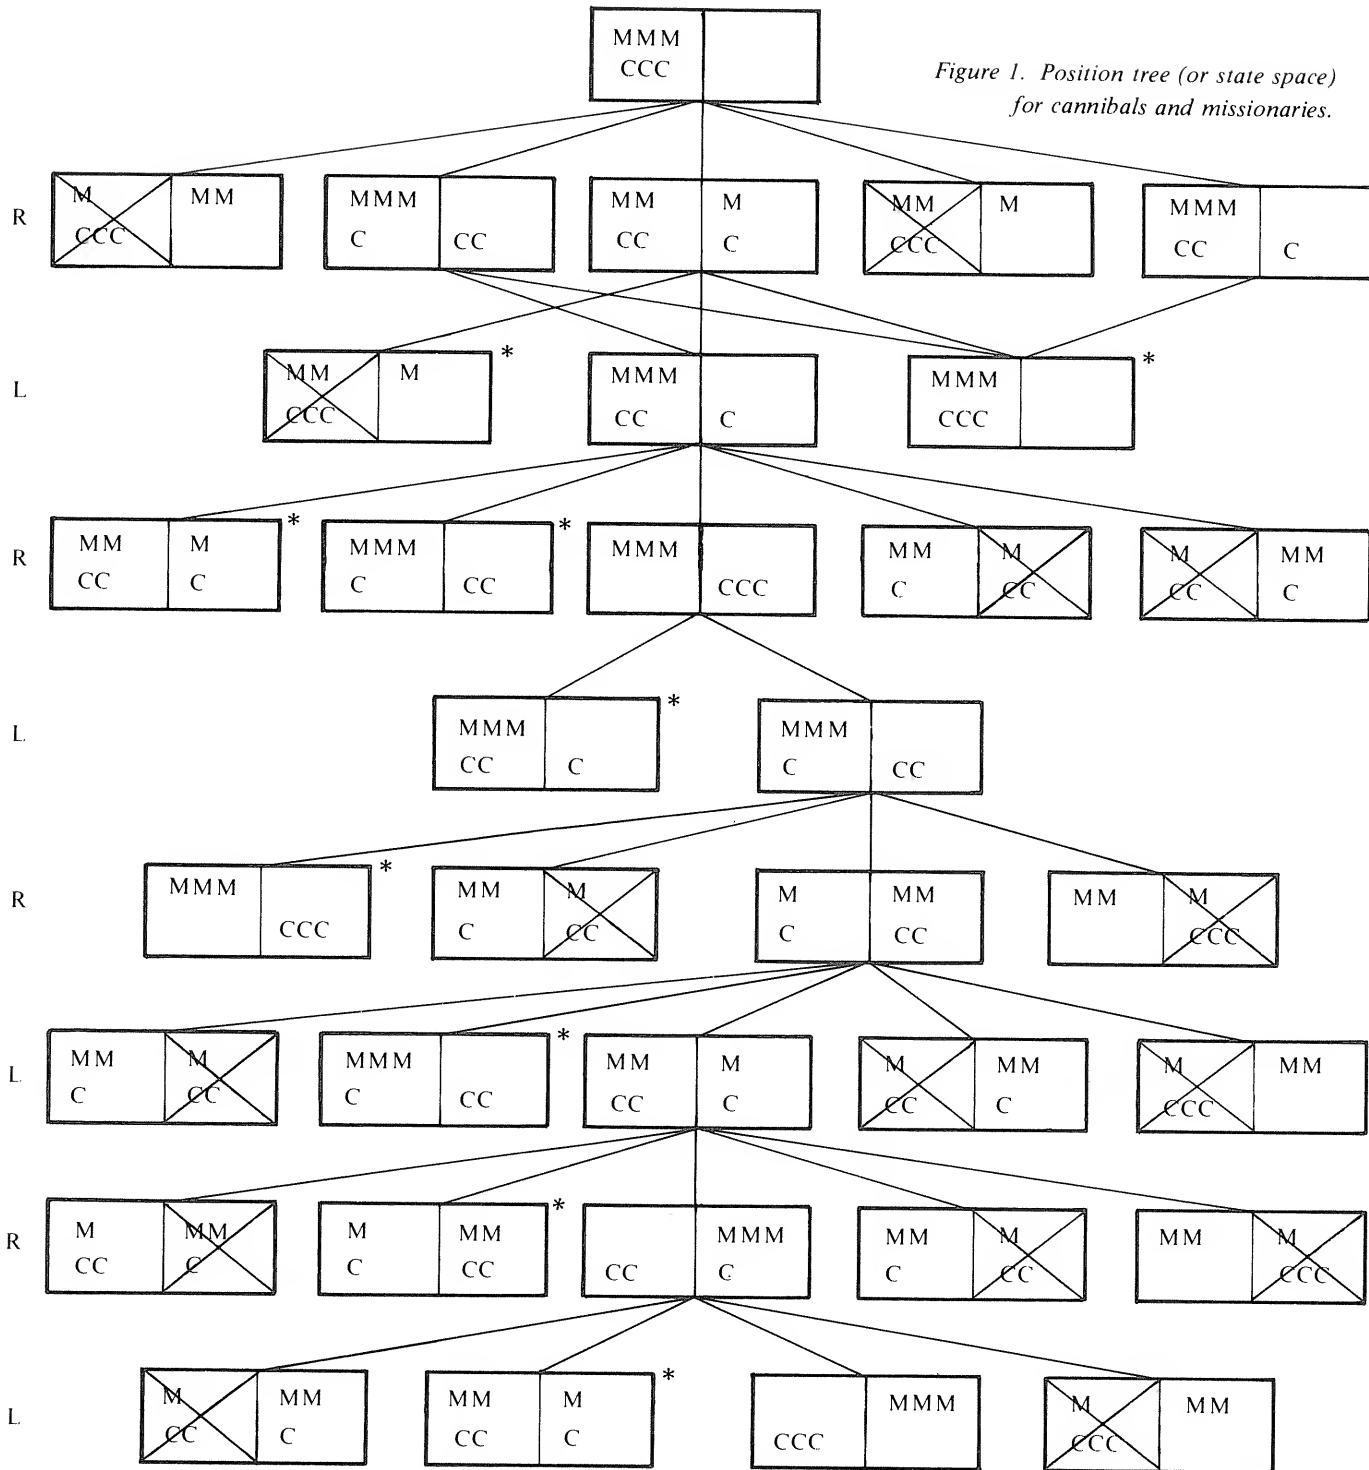 MMM
CCC
Figure 1. Position tree (or state space)
for cannibals and missionaries.
R
M MM
CCC
MMM
C CC
MM M
CC C
MM M
CCC
MMM
CC C
L
MM M *
CCC
MMM
CC C
MMM *
CCC
R
MM M *
CC C
MMM *
C CC
MMM
CCC
MM M
C CC
M MM
CC C
L
MMM *
CC C
MMM
C CC
R
MMM *
CCC
MM M
C CC
M MM
C CC
MM M
CCC
L
MM M
C CC
MMM *
C CC
MM M
CC C
M MM
CC C
M MM
CCC
R
M MM
CC C
M MM *
C CC
MMM
CC C
MM M
C CC
MM M
CCC
L
M MM
CC C
MM M *
CC C
MMM
CCC
M MM
CCC